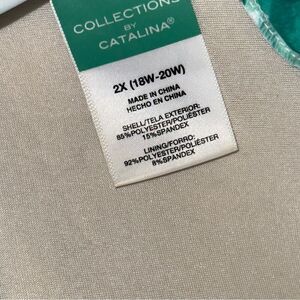 COLLECTIONS
BY
CATALINA®
2X (18W-20W)
MADE IN CHINA
HECHO EN CHINA
SHELL/TELA EXTERIOR:
85%POLYESTER/POLIÉSTER
15%SPANDEX
LINING/FORRO:
92%POLYESTER/POLIÉSTER
8%SPANDEX